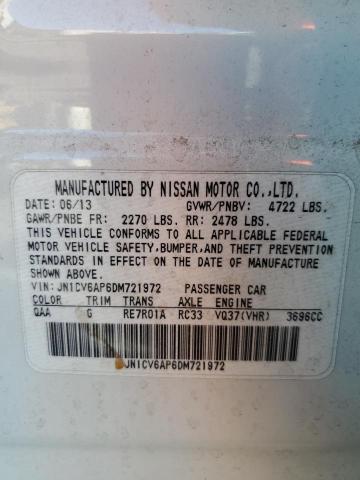 MANUFACTURED BY NISSAN MOTOR CO.,LTD.
DATE: 06/13 GVWR/PNBV: 4722 LBS.
GAWR/PNBE FR: 2270 LBS. RR: 2478 LBS.
THIS VEHICLE CONFORMS TO ALL APPLICABLE FEDERAL
MOTOR VEHICLE SAFETY, BUMPER, AND THEFT PREVENTION
STANDARDS IN EFFECT ON THE DATE OF MANUFACTURE
SHOWN ABOVE.
VIN: JN1CV6AP6DM721972 PASSENGER CAR
COLOR TRIM TRANS AXLE ENGINE
QAA G RE7R01A RC33 VQ37(VHR) 3696CC
JN1CV6AP6DM721972